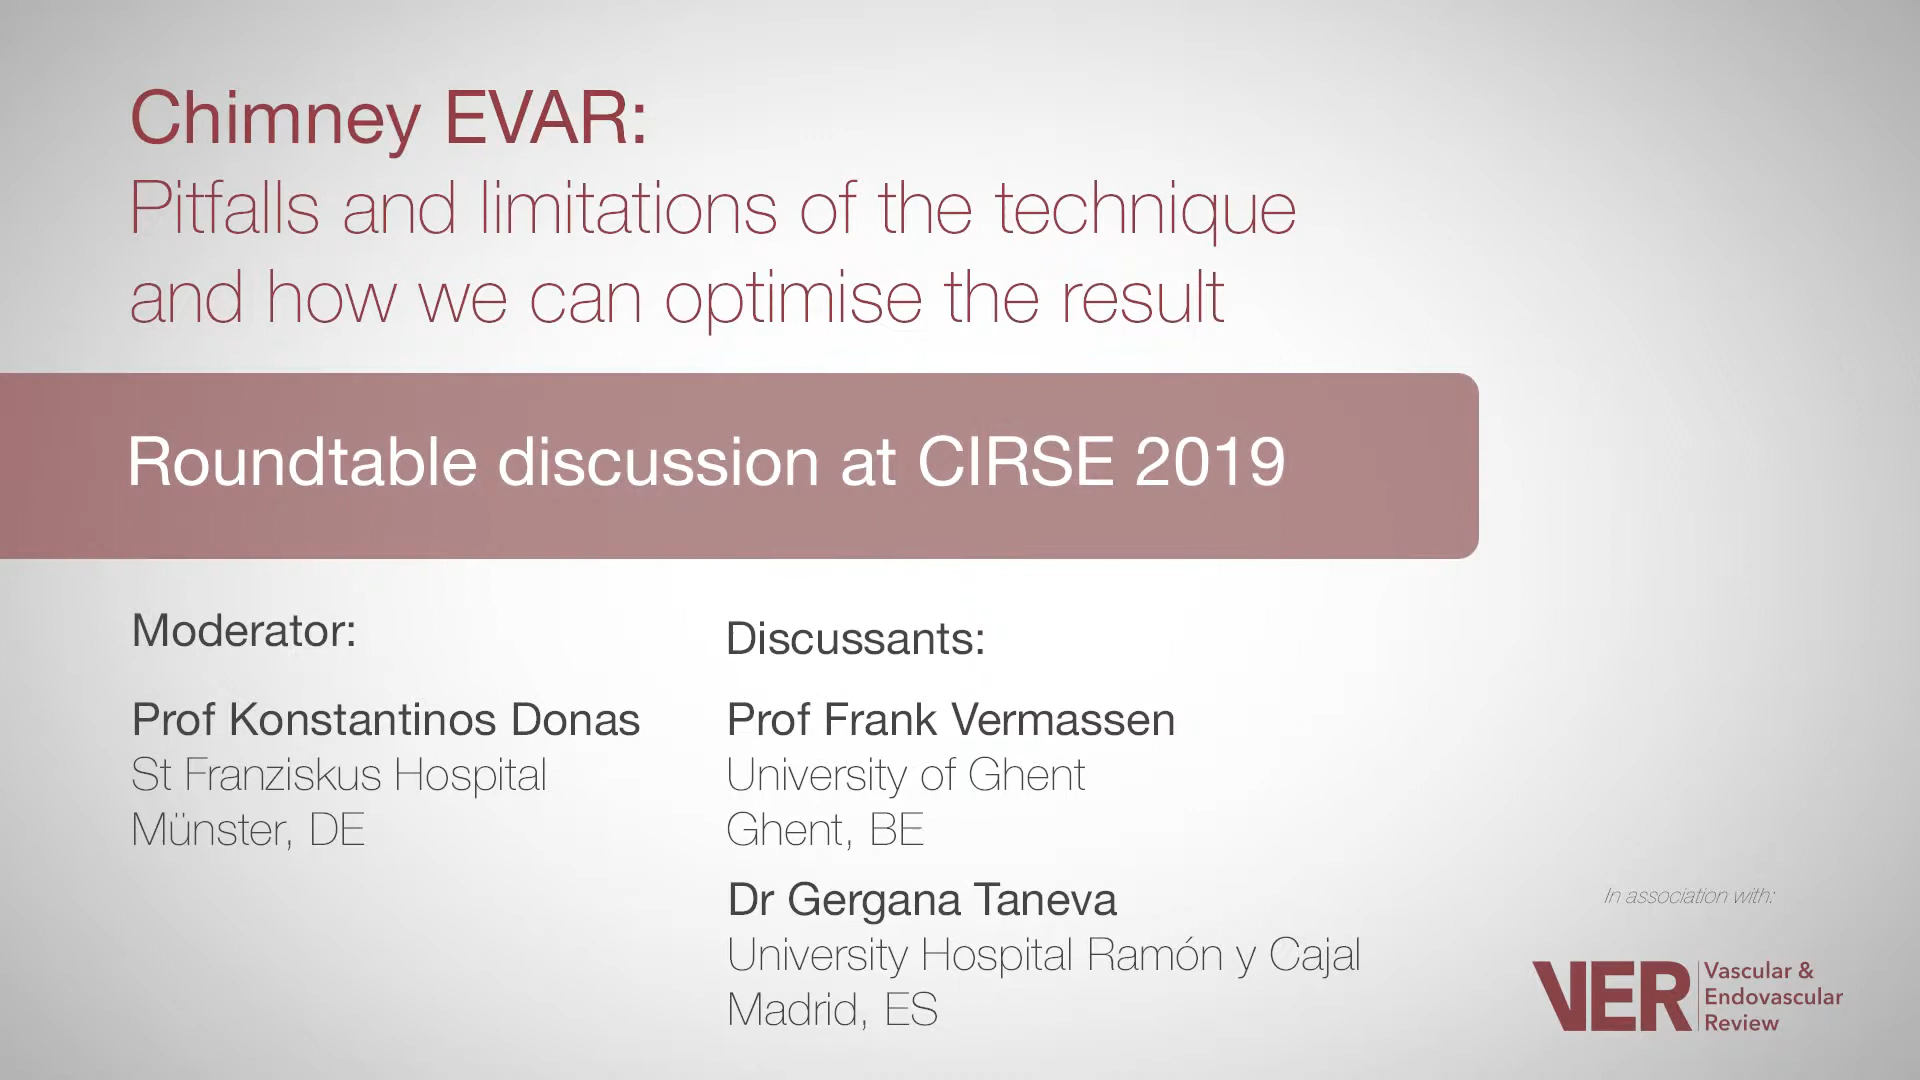 Chimney EVAR:
Pitfalls and limitations of the technique
and how we can optimise the result
Roundtable discussion at CIRSE 2019
Moderator:
Prof Konstantinos Donas
St Franziskus Hospital
Münster, DE
Discussants:
Prof Frank Vermassen
University of Ghent
Ghent, BE
Dr Gergana Taneva
University Hospital Ramón y Cajal
Madrid, ES
In association with:
VER
Vascular &
Endovascular
Review